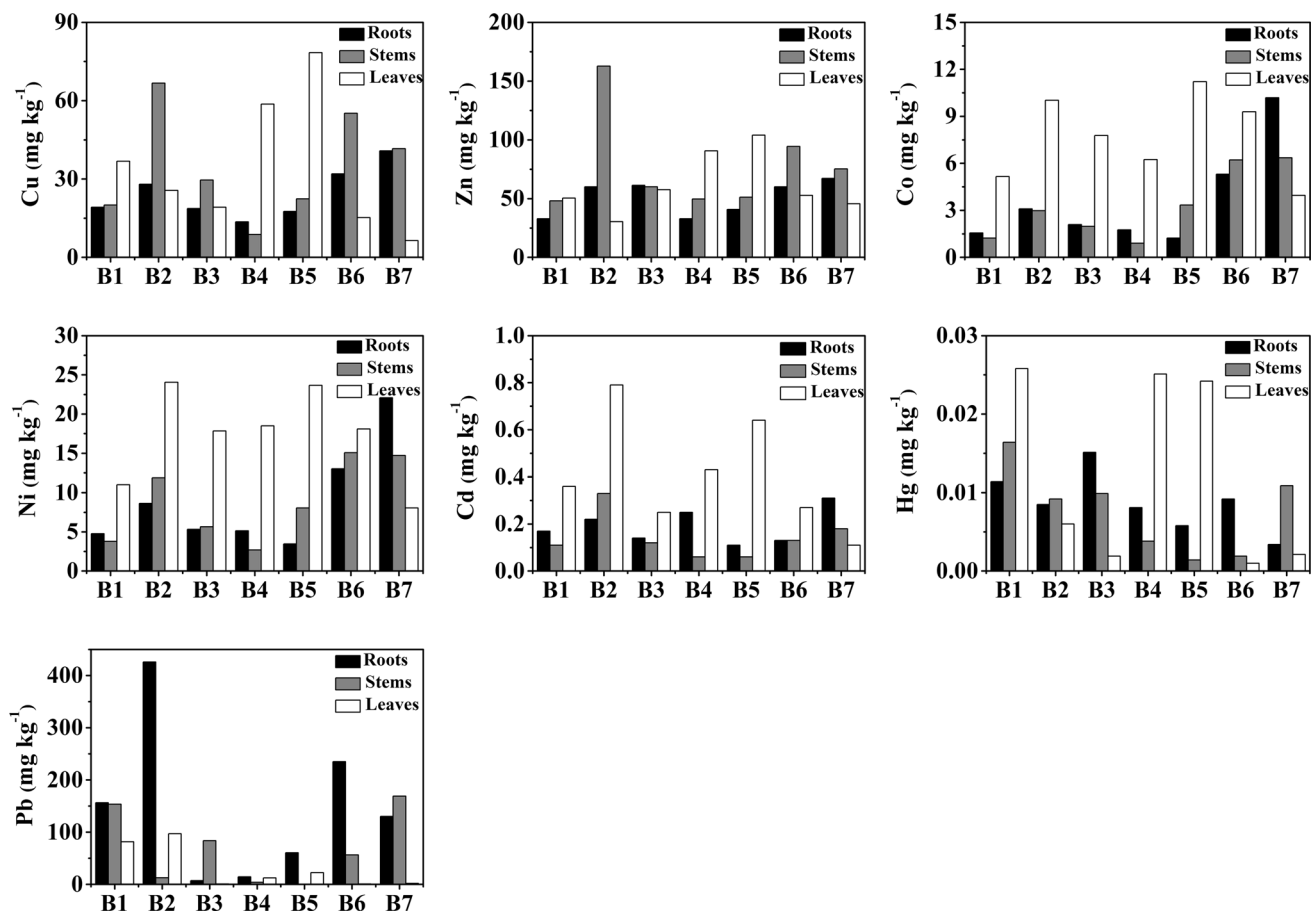 Cu (mg kg⁻¹)
90
60
30
0
Roots
Stems
Leaves
B1 B2 B3 B4 B5 B6 B7
Zn (mg kg⁻¹)
200
150
100
50
0
Roots
Stems
Leaves
B1 B2 B3 B4 B5 B6 B7
Co (mg kg⁻¹)
15
12
9
6
3
0
Roots
Stems
Leaves
B1 B2 B3 B4 B5 B6 B7
Ni (mg kg⁻¹)
30
25
20
15
10
5
0
Roots
Stems
Leaves
B1 B2 B3 B4 B5 B6 B7
Cd (mg kg⁻¹)
1.0
0.8
0.6
0.4
0.2
0.0
Roots
Stems
Leaves
B1 B2 B3 B4 B5 B6 B7
Hg (mg kg⁻¹)
0.03
0.02
0.01
0.00
Roots
Stems
Leaves
B1 B2 B3 B4 B5 B6 B7
Pb (mg kg⁻¹)
400
300
200
100
0
Roots
Stems
Leaves
B1 B2 B3 B4 B5 B6 B7